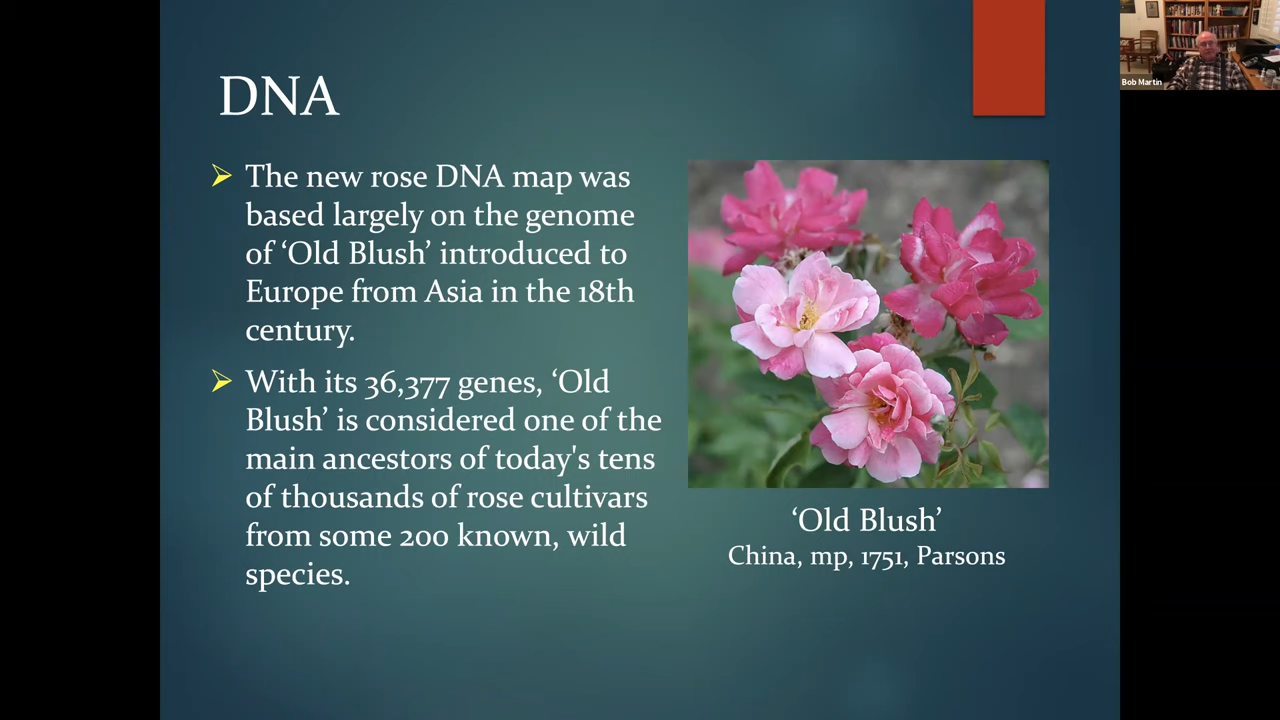 DNA
The new rose DNA map was
based largely on the genome
of ‘Old Blush’ introduced to
Europe from Asia in the 18th
century.
With its 36,377 genes, ‘Old
Blush’ is considered one of the
main ancestors of today's tens
of thousands of rose cultivars
from some 200 known, wild
species.
‘Old Blush’
China, mp, 1751, Parsons
Bob Martin